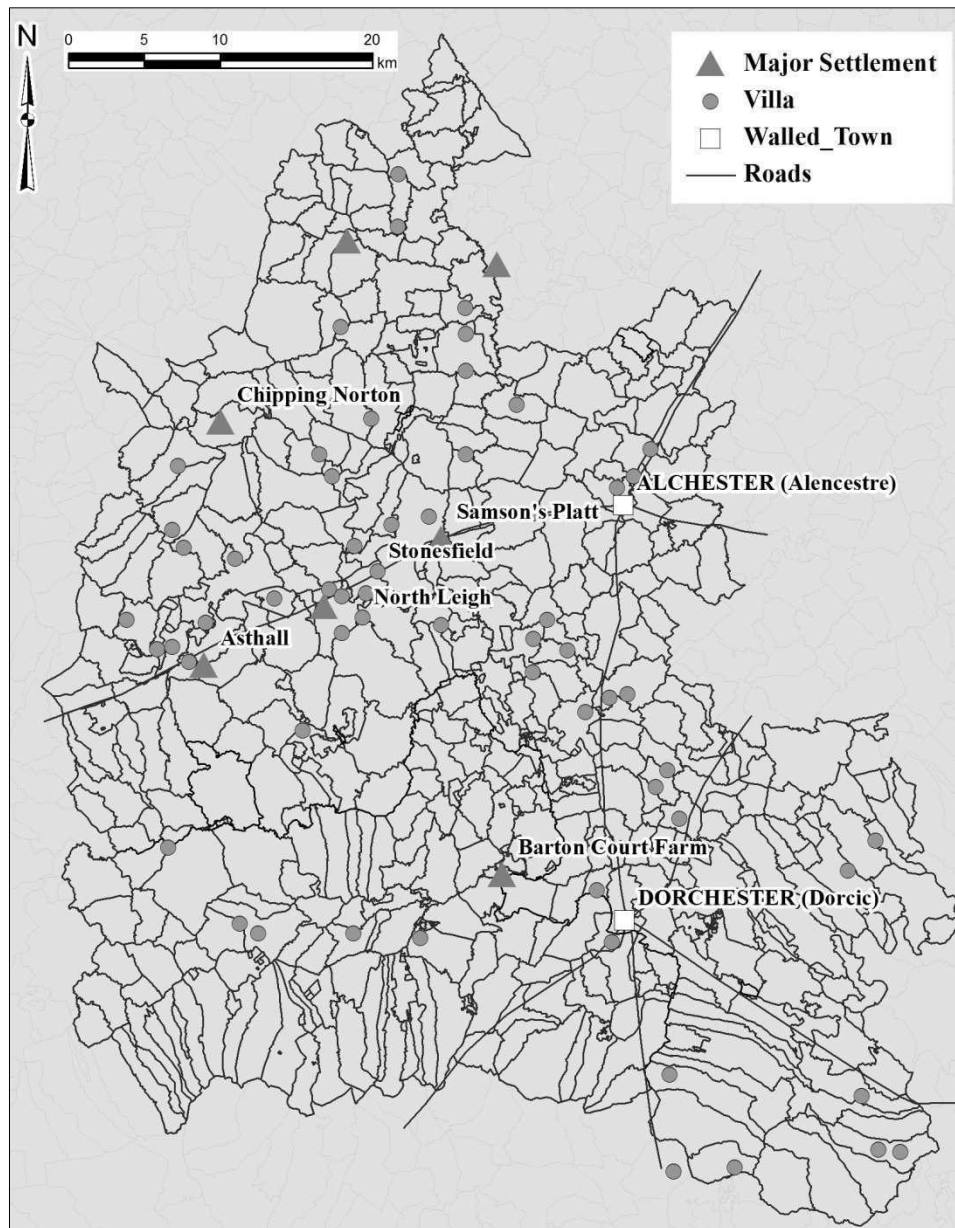 N
0 5 10 20
km
Major Settlement
Villa
Walled_Town
Roads
Chipping Norton
ALCHESTER (Alencestre)
Samson's Platt
Stonesfield
North Leigh
Asthall
Barton Court Farm
DORCHESTER (Dorcic)